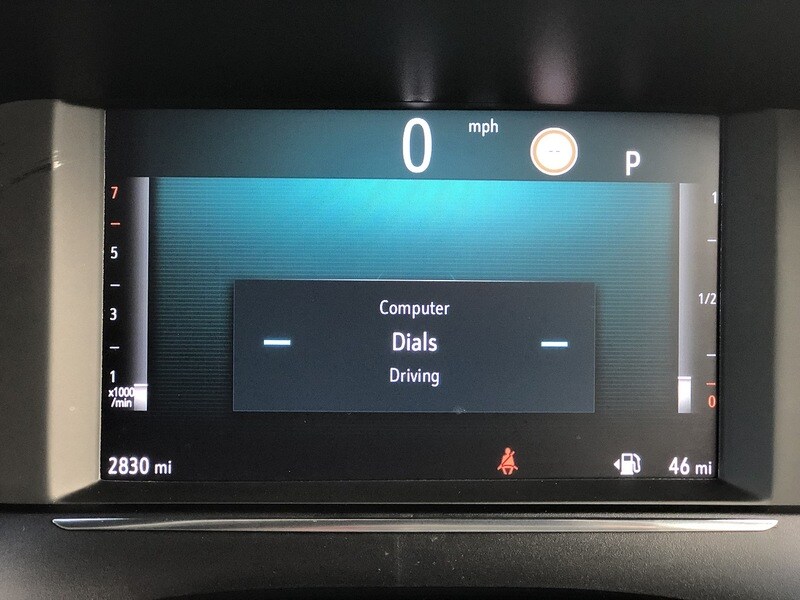 0 mph -- P
7
5
3
1
x1000
/min
1
1/2
0
Computer
Dials
Driving
2830 mi
46 mi